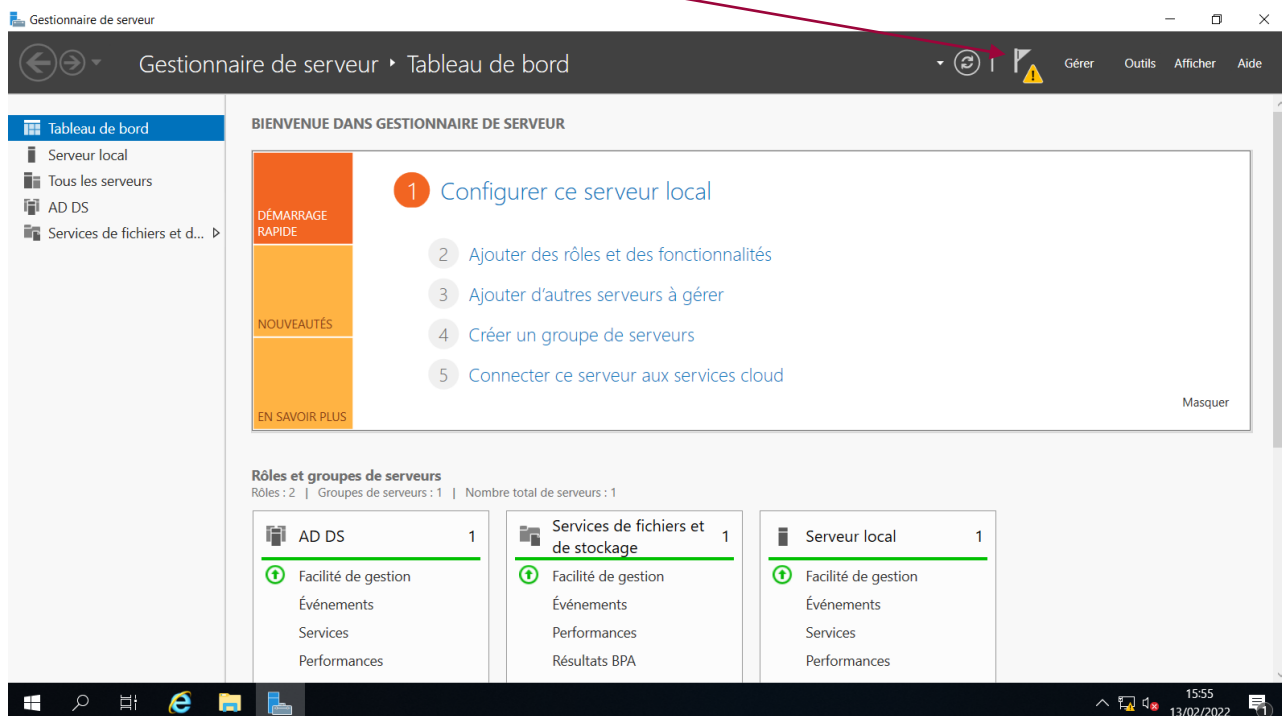 Gestionnaire de serveur
Gestionnaire de serveur • Tableau de bord
Gérer Outils Afficher Aide
Tableau de bord
Serveur local
Tous les serveurs
AD DS
Services de fichiers et d...
BIENVENUE DANS GESTIONNAIRE DE SERVEUR
DÉMARRAGE
RAPIDE
NOUVEAUTÉS
EN SAVOIR PLUS
1 Configurer ce serveur local
2 Ajouter des rôles et des fonctionnalités
3 Ajouter d'autres serveurs à gérer
4 Créer un groupe de serveurs
5 Connecter ce serveur aux services cloud
Masquer
Rôles et groupes de serveurs
Rôles : 2 | Groupes de serveurs : 1 | Nombre total de serveurs : 1
AD DS 1
Facilité de gestion
Événements
Services
Performances
Services de fichiers et
de stockage 1
Facilité de gestion
Événements
Performances
Résultats BPA
Serveur local 1
Facilité de gestion
Événements
Services
Performances
15:55
13/02/2022
1